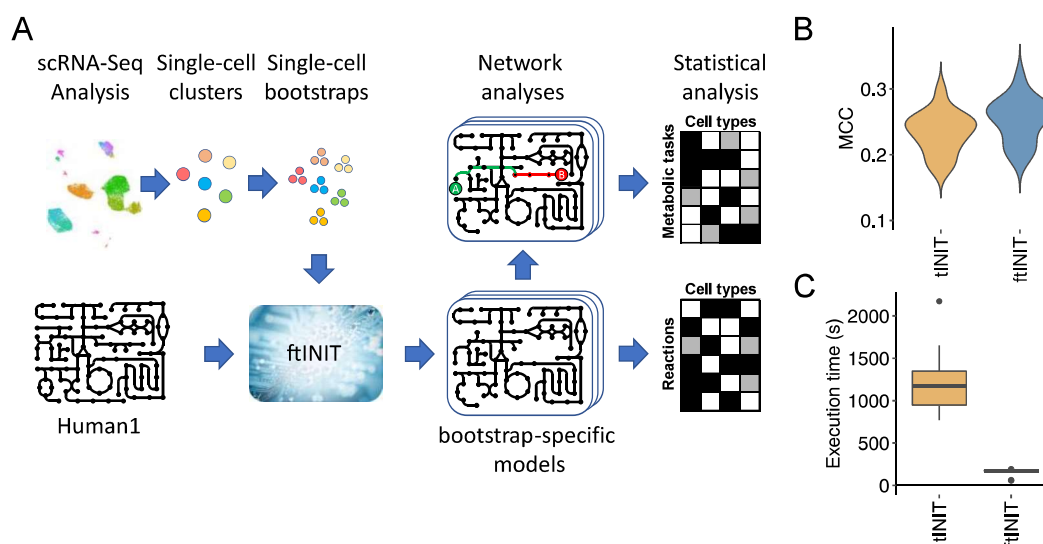 A
scRNA-Seq
Analysis
Single-cell
clusters
Single-cell
bootstraps
Network
analyses
Statistical
analysis
Cell types
Metabolic tasks
A
B
Human1
ftINIT
bootstrap-specific
models
Cell types
Reactions
B
MCC
0.3
0.2
0.1
tINIT
ftINIT
C
Execution time (s)
2000
1500
1000
500
0
tINIT
ftINIT